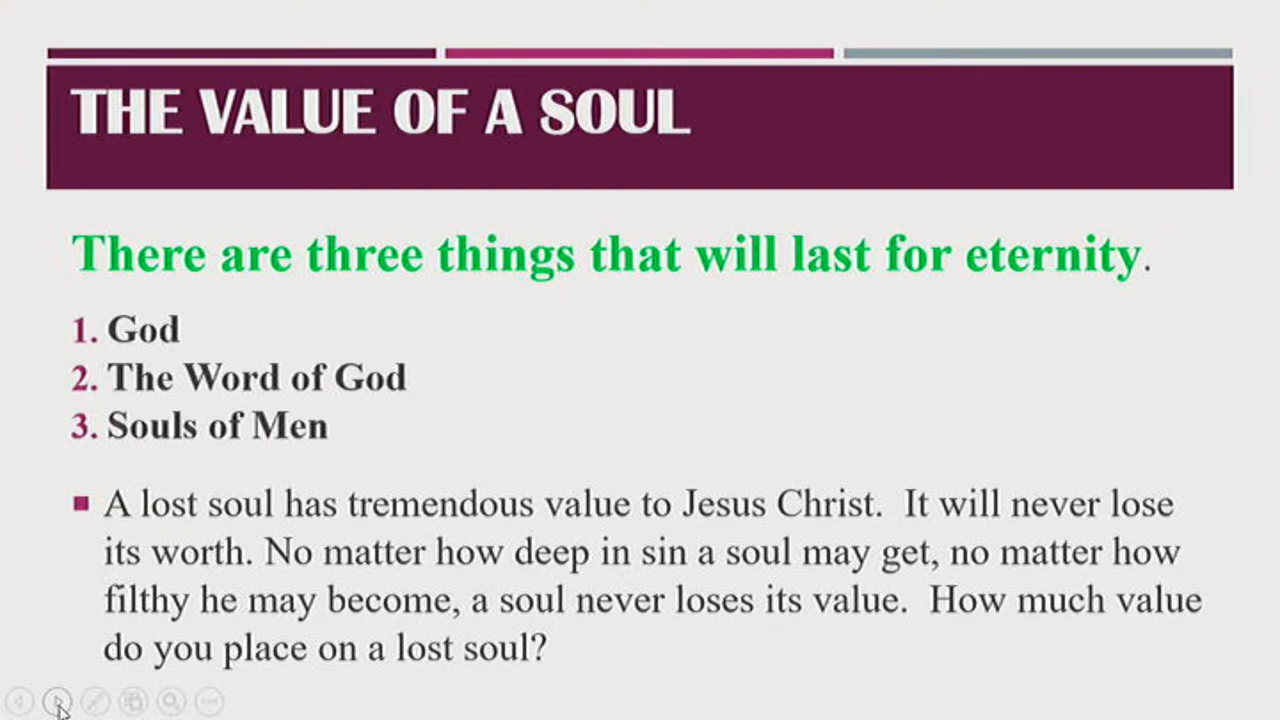 THE VALUE OF A SOUL
There are three things that will last for eternity.
1. God
2. The Word of God
3. Souls of Men
A lost soul has tremendous value to Jesus Christ.  It will never lose
its worth. No matter how deep in sin a soul may get, no matter how
filthy he may become, a soul never loses its value.  How much value
do you place on a lost soul?